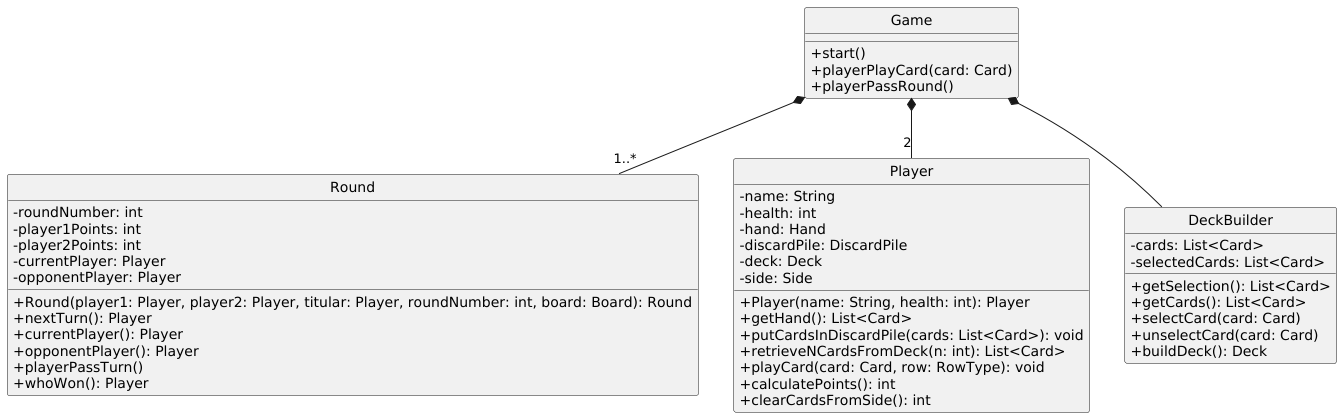 Game
+start()
+playerPlayCard(card: Card)
+playerPassRound()
1..*
2
Round
-roundNumber: int
-player1Points: int
-player2Points: int
-currentPlayer: Player
-opponentPlayer: Player
+Round(player1: Player, player2: Player, titular: Player, roundNumber: int, board: Board): Round
+nextTurn(): Player
+currentPlayer(): Player
+opponentPlayer(): Player
+playerPassTurn()
+whoWon(): Player
Player
-name: String
-health: int
-hand: Hand
-discardPile: DiscardPile
-deck: Deck
-side: Side
+Player(name: String, health: int): Player
+getHand(): List<Card>
+putCardsInDiscardPile(cards: List<Card>): void
+retrieveNCardsFromDeck(n: int): List<Card>
+playCard(card: Card, row: RowType): void
+calculatePoints(): int
+clearCardsFromSide(): int
DeckBuilder
-cards: List<Card>
-selectedCards: List<Card>
+getSelection(): List<Card>
+getCards(): List<Card>
+selectCard(card: Card)
+unselectCard(card: Card)
+buildDeck(): Deck